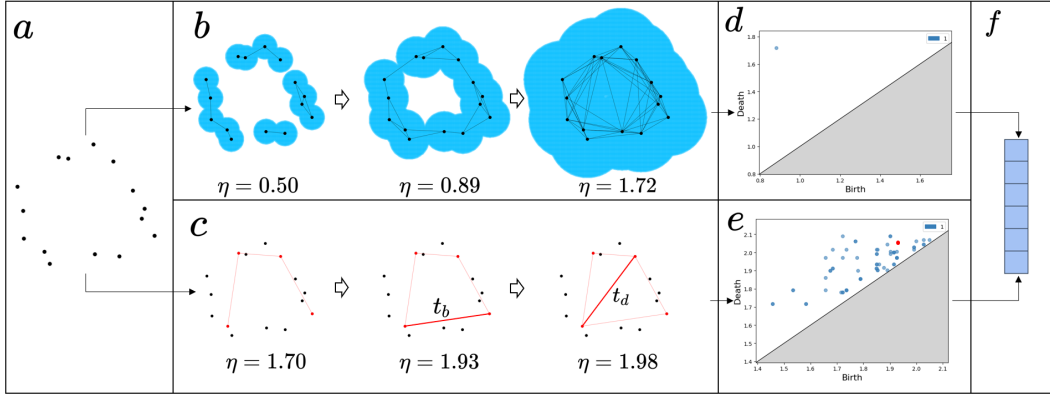 a
b
η = 0.50
η = 0.89
η = 1.72
c
t_b
t_d
η = 1.70
η = 1.93
η = 1.98
d
1
Death
1.8
1.6
1.4
1.2
1.0
0.8
0.8
1.0
1.2
1.4
1.6
Birth
e
1
Death
2.1
2.0
1.9
1.8
1.7
1.6
1.5
1.4
1.4
1.5
1.6
1.7
1.8
1.9
2.0
2.1
Birth
f